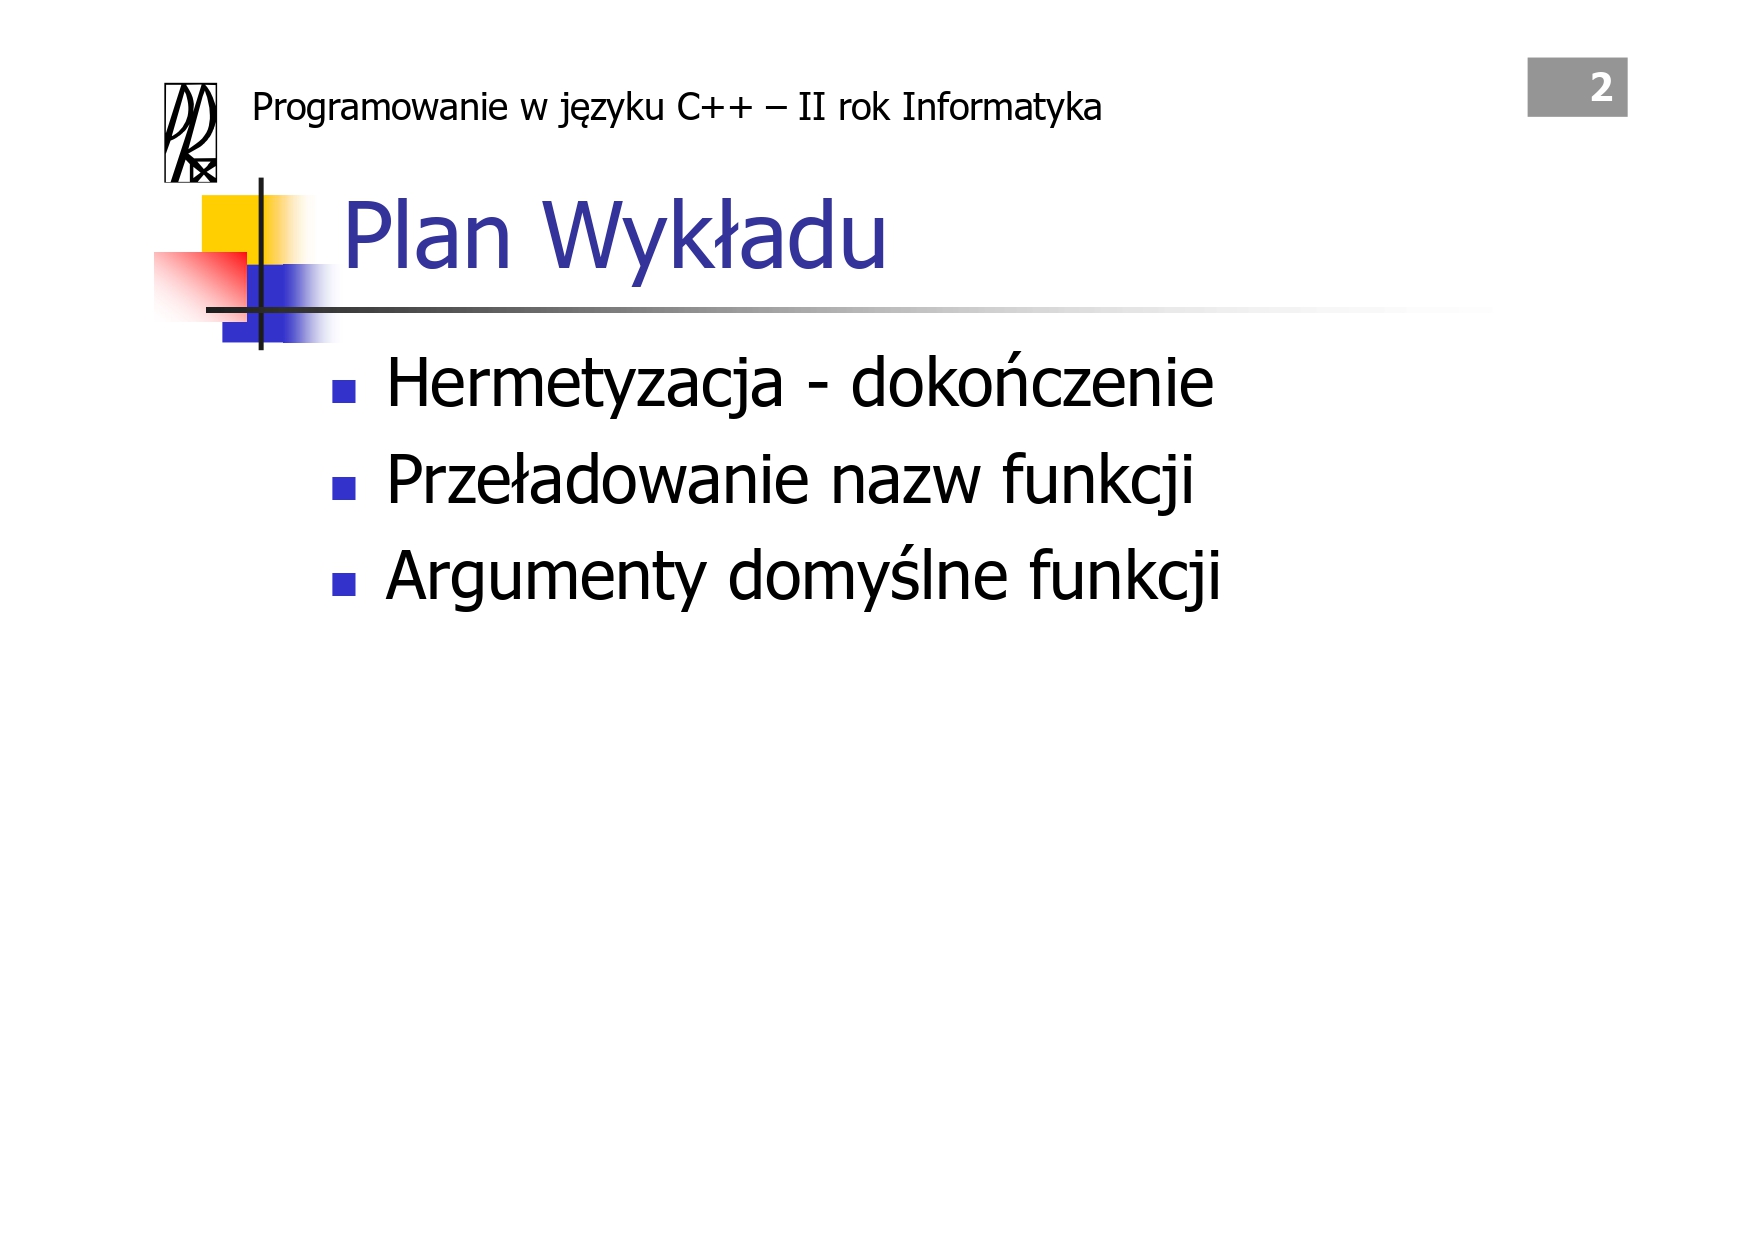 Programowanie w języku C++ – II rok Informatyka
2
Plan Wykładu
Hermetyzacja - dokończenie
Przeładowanie nazw funkcji
Argumenty domyślne funkcji